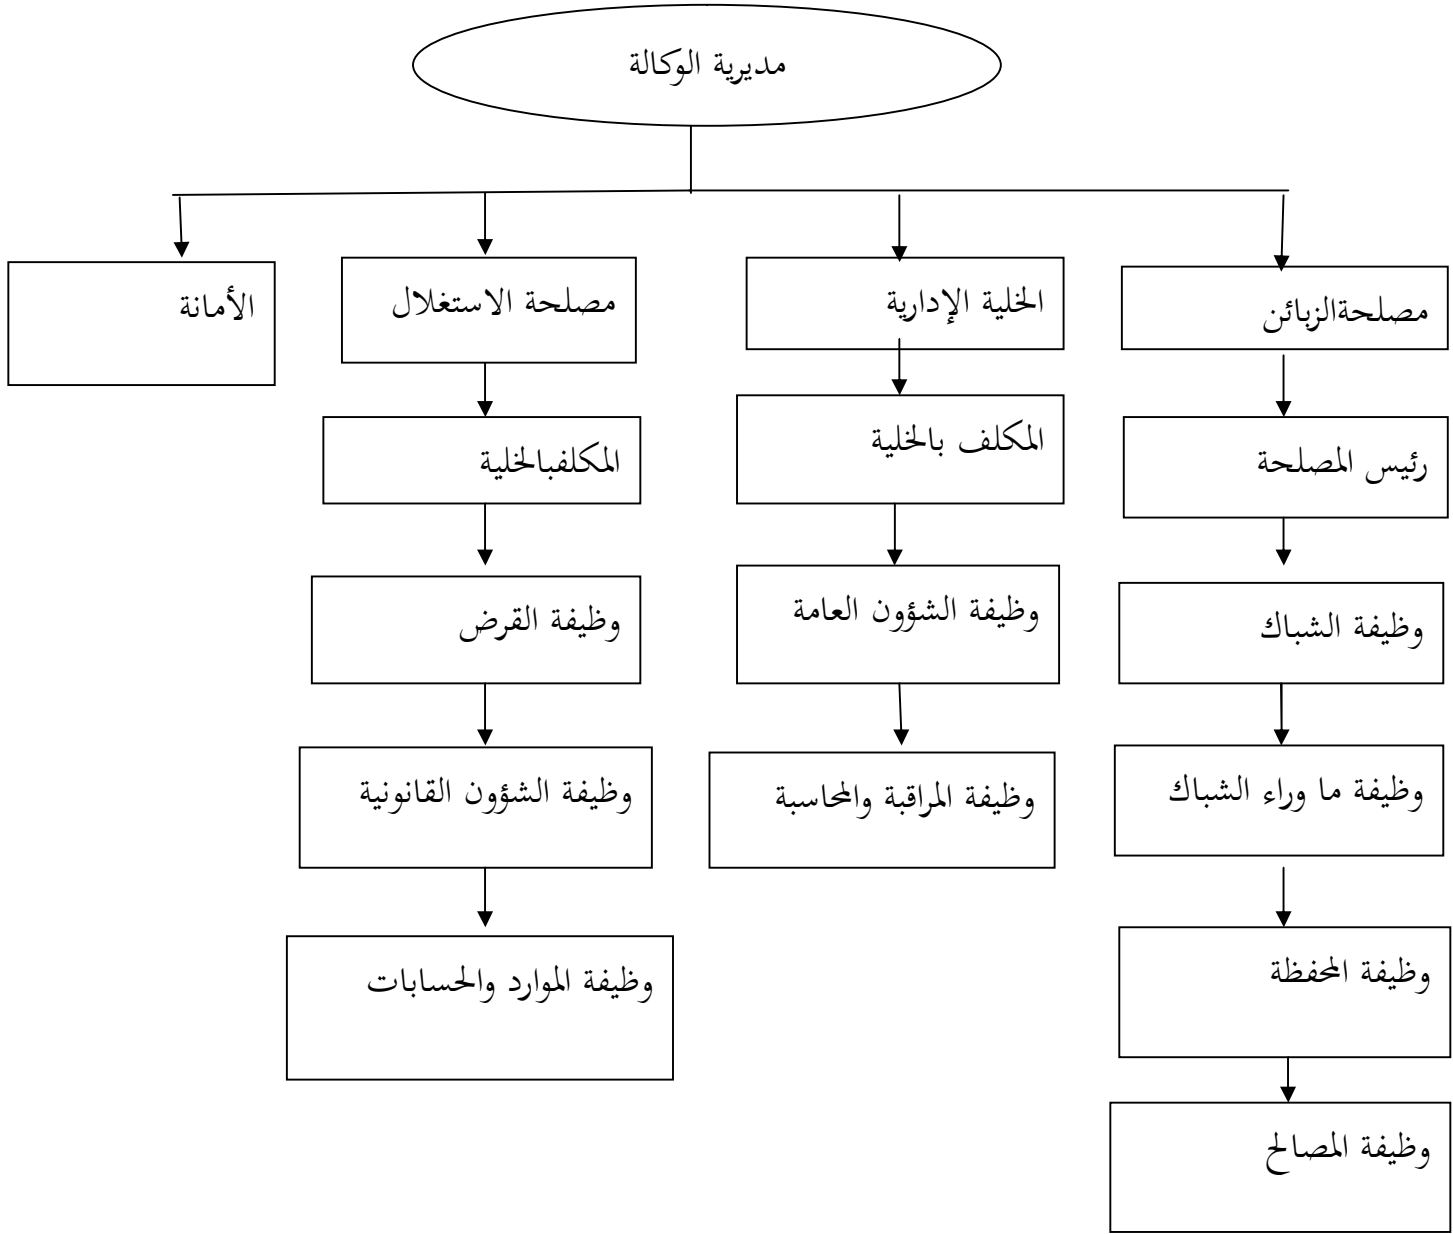 مديرية الوكالة
مصلحةالزبائن
الخلية الإدارية
مصلحة الاستغلال
الأمانة
رئيس المصلحة
المكلف بالخلية
المكلفبالخلية
وظيفة الشباك
وظيفة الشؤون العامة
وظيفة القرض
وظيفة ما وراء الشباك
وظيفة المراقبة والمحاسبة
وظيفة الشؤون القانونية
وظيفة المحفظة
وظيفة الموارد والحسابات
وظيفة المصالح